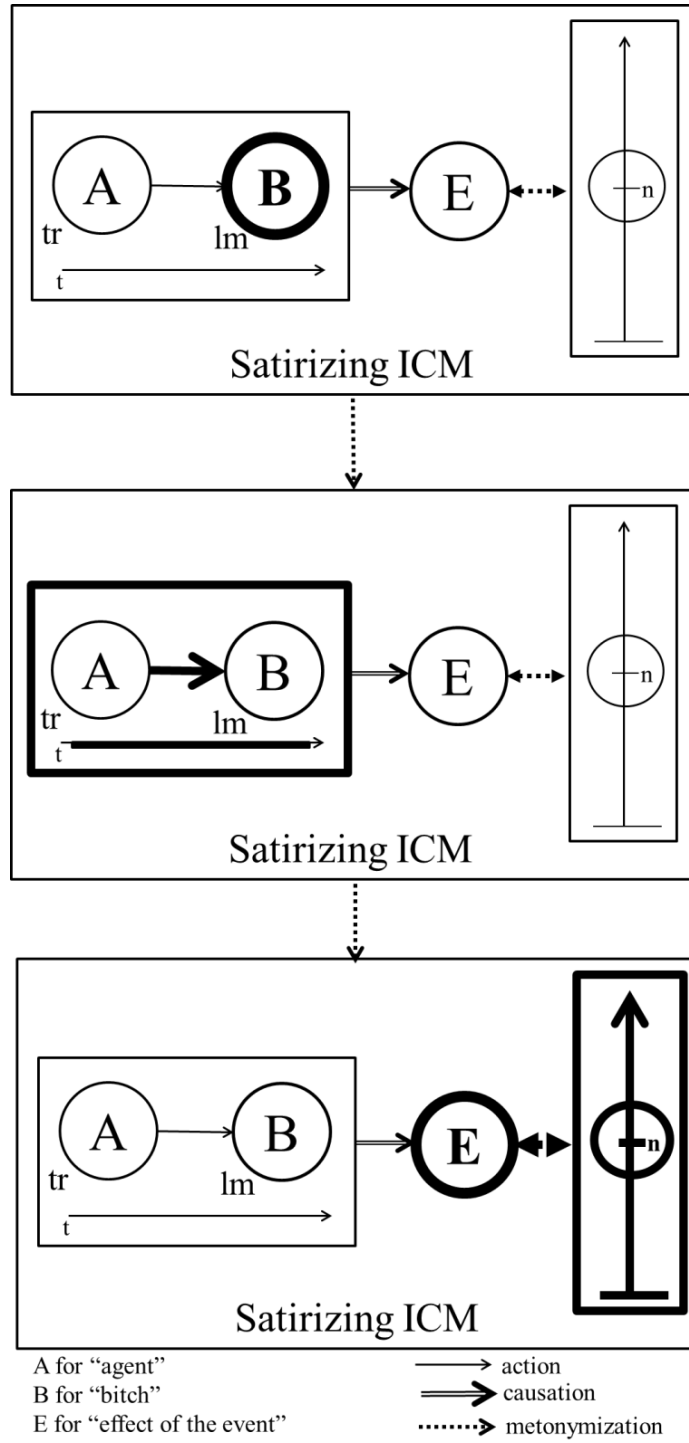 A B E n
tr lm
t
Satirizing ICM
A B E n
tr lm
t
Satirizing ICM
A B E n
tr lm
t
Satirizing ICM
A for “agent” action
B for “bitch” causation
E for “effect of the event” metonymization